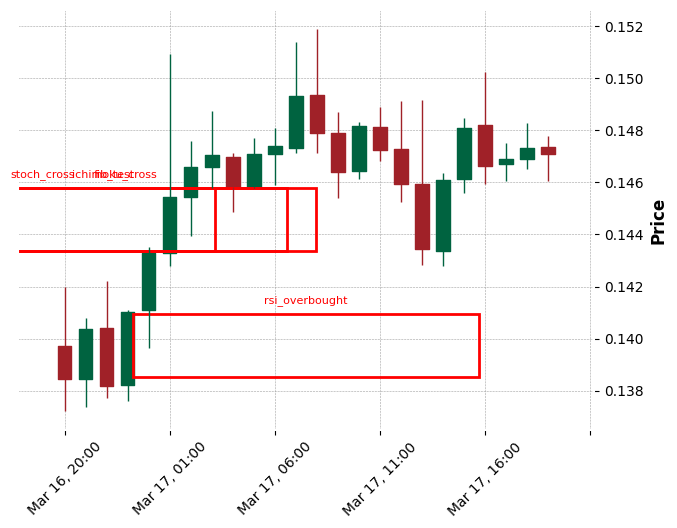 0.152
0.150
0.148
0.146
0.144
0.142
0.140
0.138
Price
stoch_cross
rsi_overbought
Mar 16, 20:00
Mar 17, 01:00
Mar 17, 06:00
Mar 17, 11:00
Mar 17, 16:00